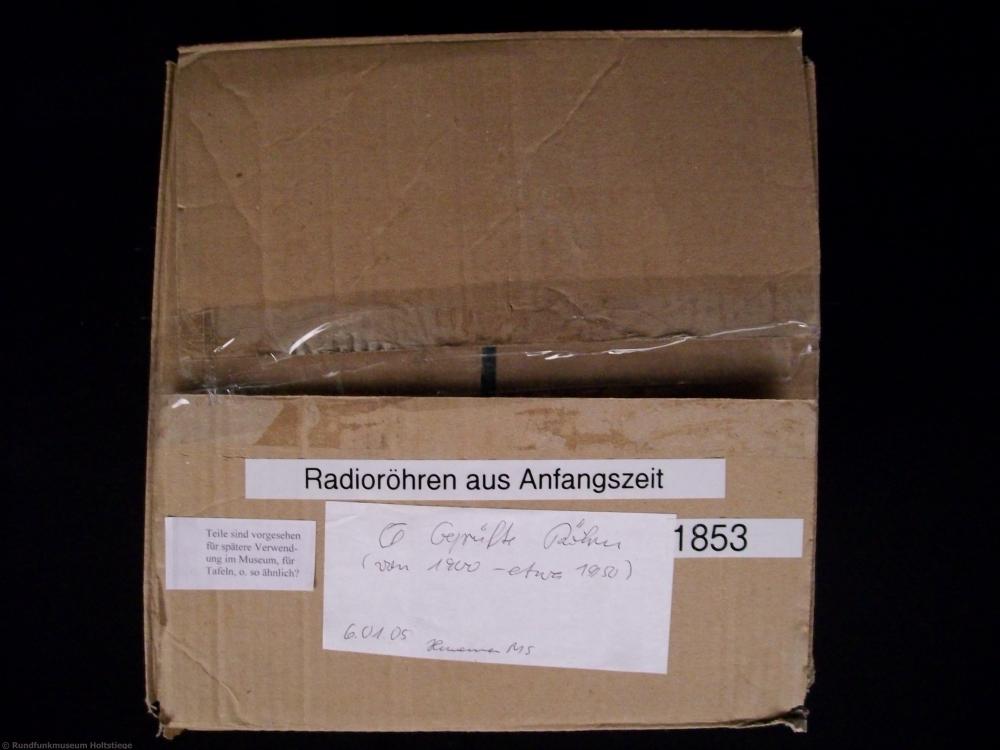 Radioröhren aus Anfangszeit
Teile sind vorgesehen
für spätere Verwend-
ung im Museum, für
Tafeln, o. so ähnlich?
Geprüfte Röhren
(von 1900 - etwa 1950)
6.01.05
MS
1853
© Rundfunkmuseum Holtstiege